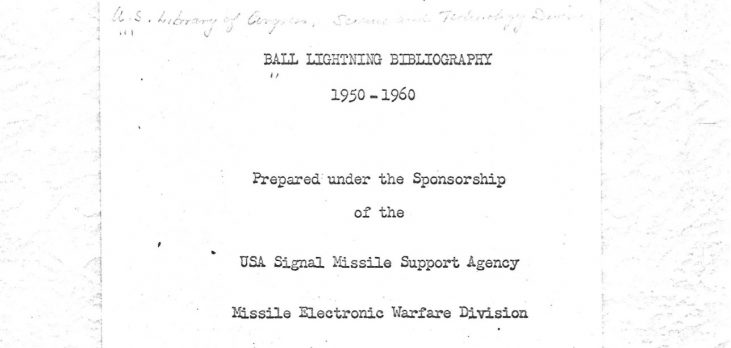 U.S. Library of Congress. Science and Technology Division
BALL LIGHTNING BIBLIOGRAPHY
1950-1960
Prepared under the Sponsorship
of the
USA Signal Missile Support Agency
Missile Electronic Warfare Division